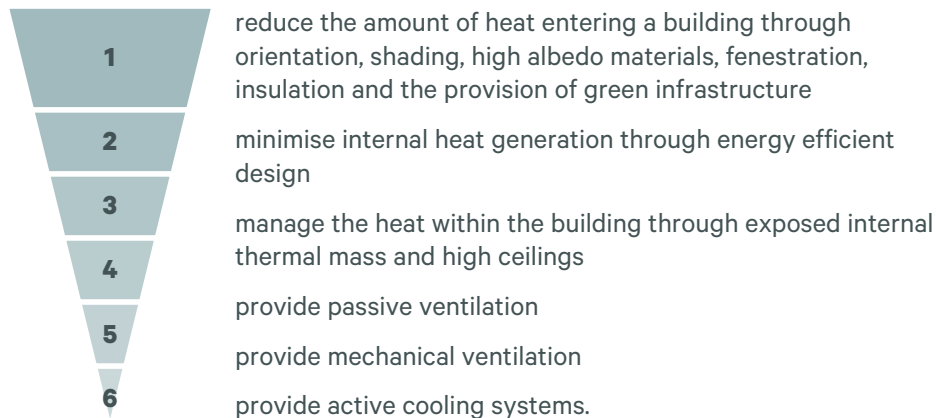 1
reduce the amount of heat entering a building through
orientation, shading, high albedo materials, fenestration,
insulation and the provision of green infrastructure
2
minimise internal heat generation through energy efficient
design
3
manage the heat within the building through exposed internal
thermal mass and high ceilings
4
provide passive ventilation
5
provide mechanical ventilation
6
provide active cooling systems.